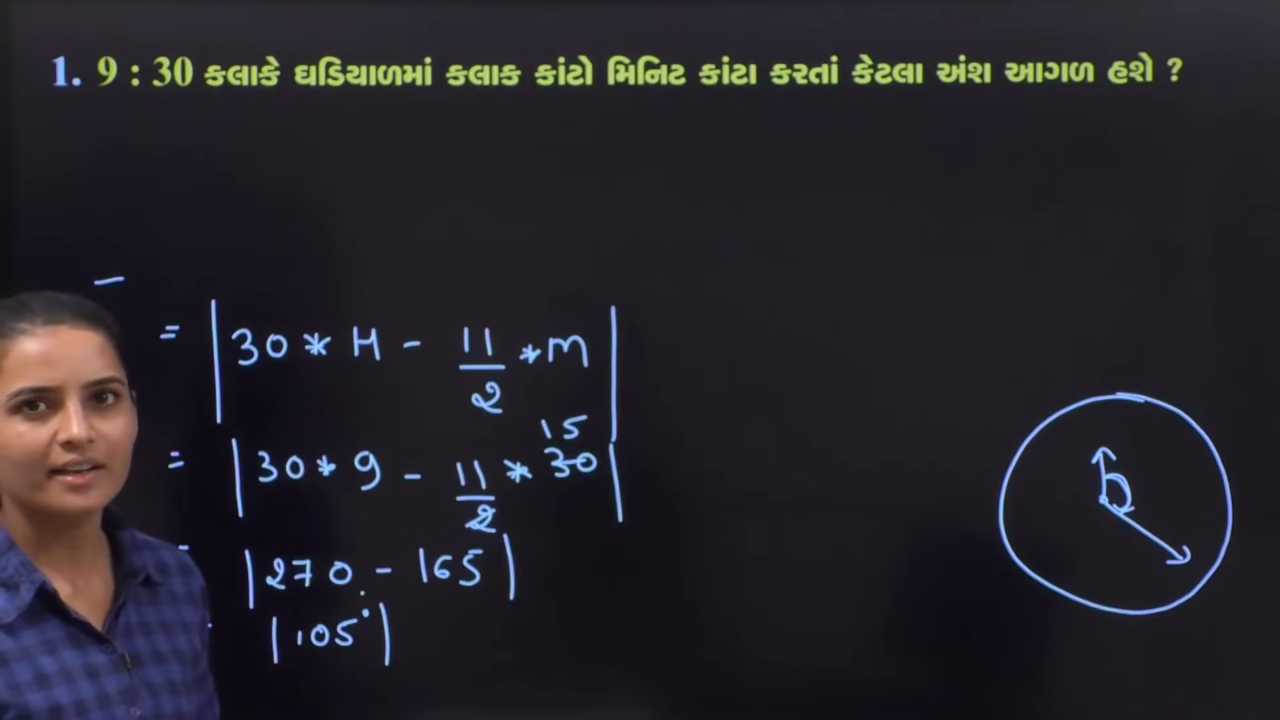 1. 9 : 30 કલાકે ઘડિયાળમાં કલાક કાંટો મિનિટ કાંટા કરતાં કેટલા અંશ આગળ હશે ?
= |30 * H - 11/2 * m|
15
= |30 * 9 - 11/2 * 30|
|270 - 165|
|105°|